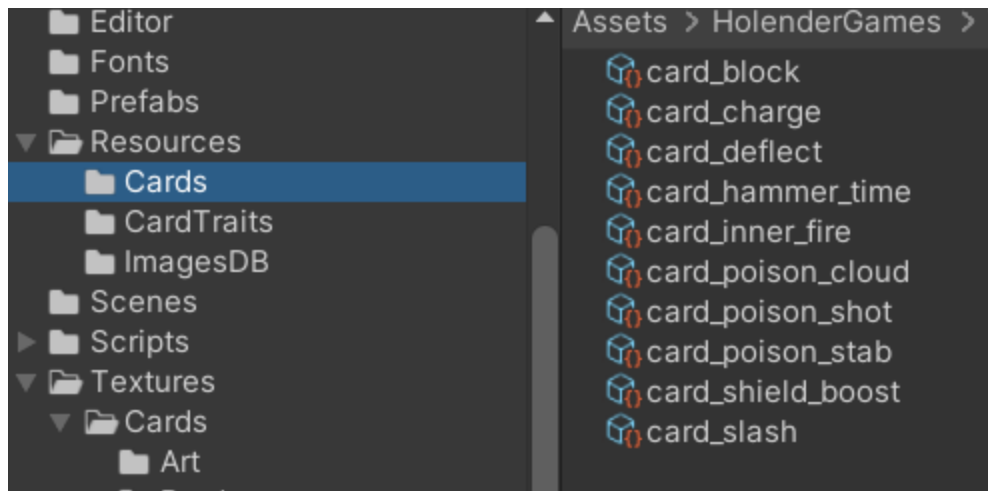 Editor
Fonts
Prefabs
Resources
Cards
CardTraits
ImagesDB
Scenes
Scripts
Textures
Cards
Art
Assets > HolenderGames >
card_block
card_charge
card_deflect
card_hammer_time
card_inner_fire
card_poison_cloud
card_poison_shot
card_poison_stab
card_shield_boost
card_slash